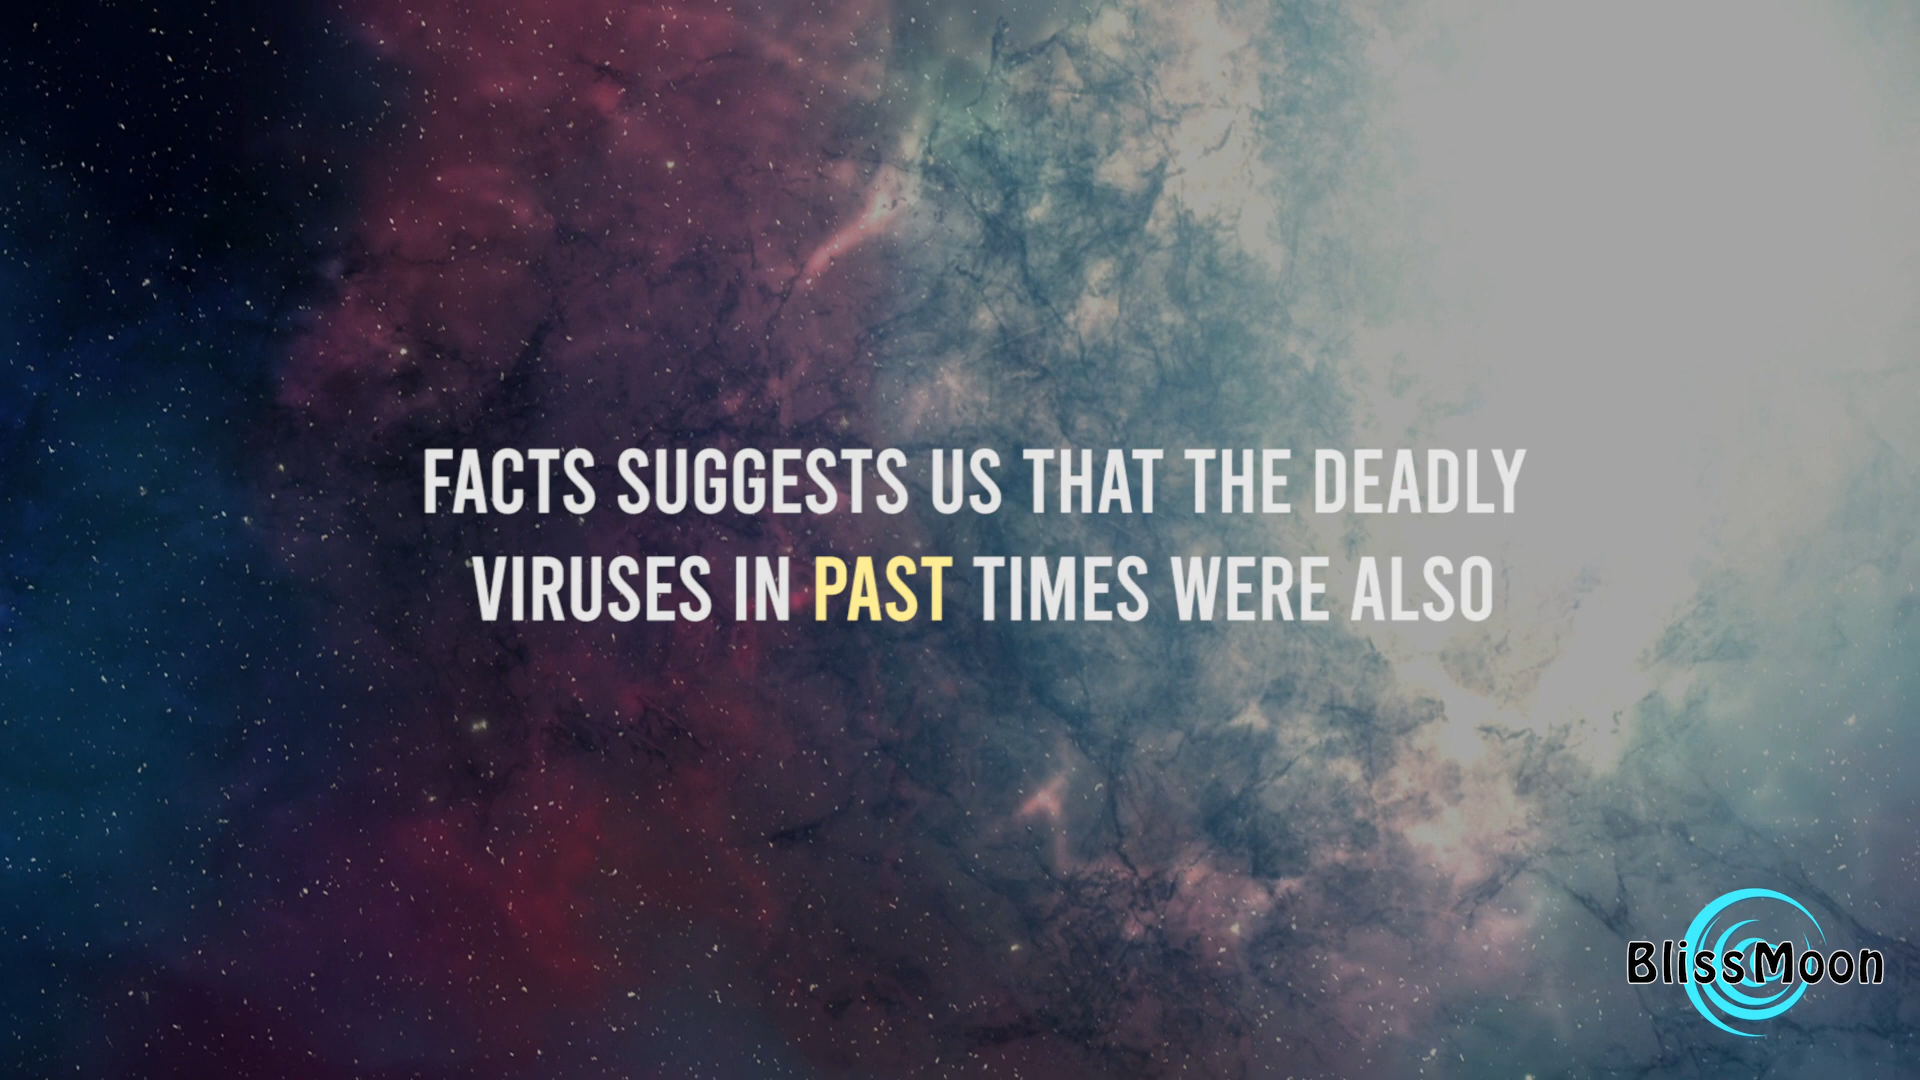 FACTS SUGGESTS US THAT THE DEADLY
VIRUSES IN PAST TIMES WERE ALSO
BlissMoon